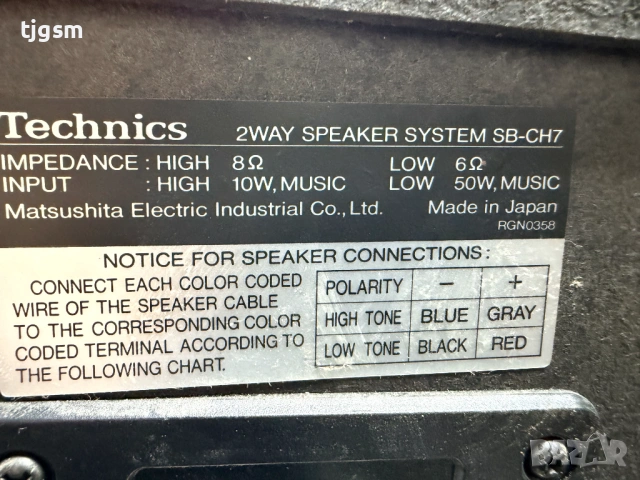 tjgsm
Technics 2WAY SPEAKER SYSTEM SB-CH7
IMPEDANCE : HIGH 8Ω LOW 6Ω
INPUT : HIGH 10W, MUSIC LOW 50W, MUSIC
Matsushita Electric Industrial Co., Ltd. Made in Japan
RGN0358
NOTICE FOR SPEAKER CONNECTIONS:
CONNECT EACH COLOR CODED
WIRE OF THE SPEAKER CABLE
TO THE CORRESPONDING COLOR
CODED TERMINAL ACCORDING TO
THE FOLLOWING CHART.
POLARITY − +
HIGH TONE BLUE GRAY
LOW TONE BLACK RED
BAZAR